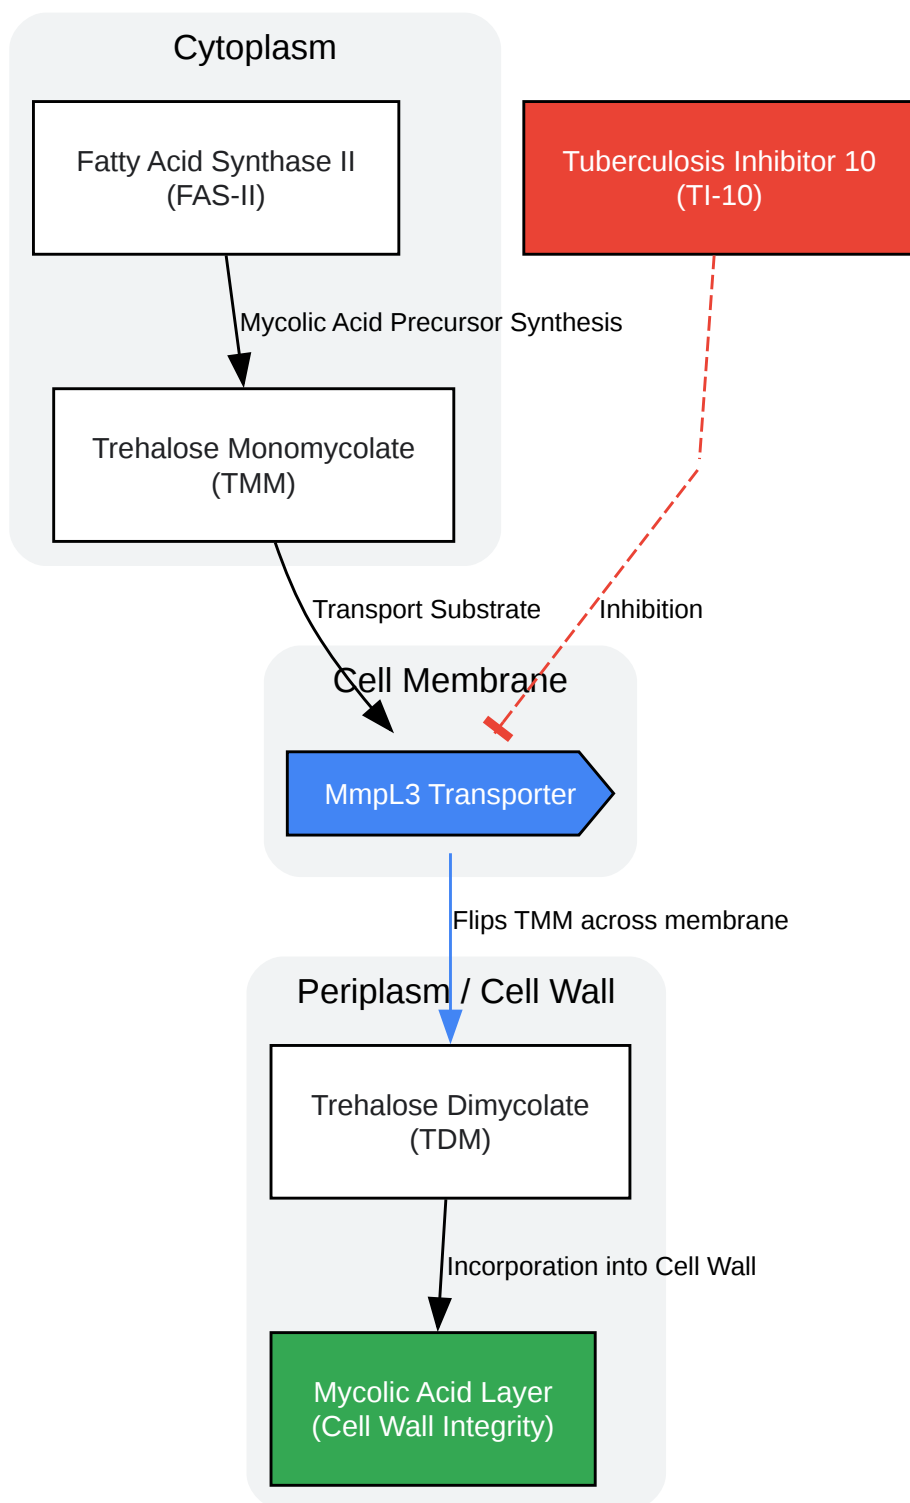 Cytoplasm
Fatty Acid Synthase II
(FAS-II)
Tuberculosis Inhibitor 10
(TI-10)
Mycolic Acid Precursor Synthesis
Trehalose Monomycolate
(TMM)
Transport Substrate
Inhibition
Cell Membrane
MmpL3 Transporter
Flips TMM across membrane
Periplasm / Cell Wall
Trehalose Dimycolate
(TDM)
Incorporation into Cell Wall
Mycolic Acid Layer
(Cell Wall Integrity)